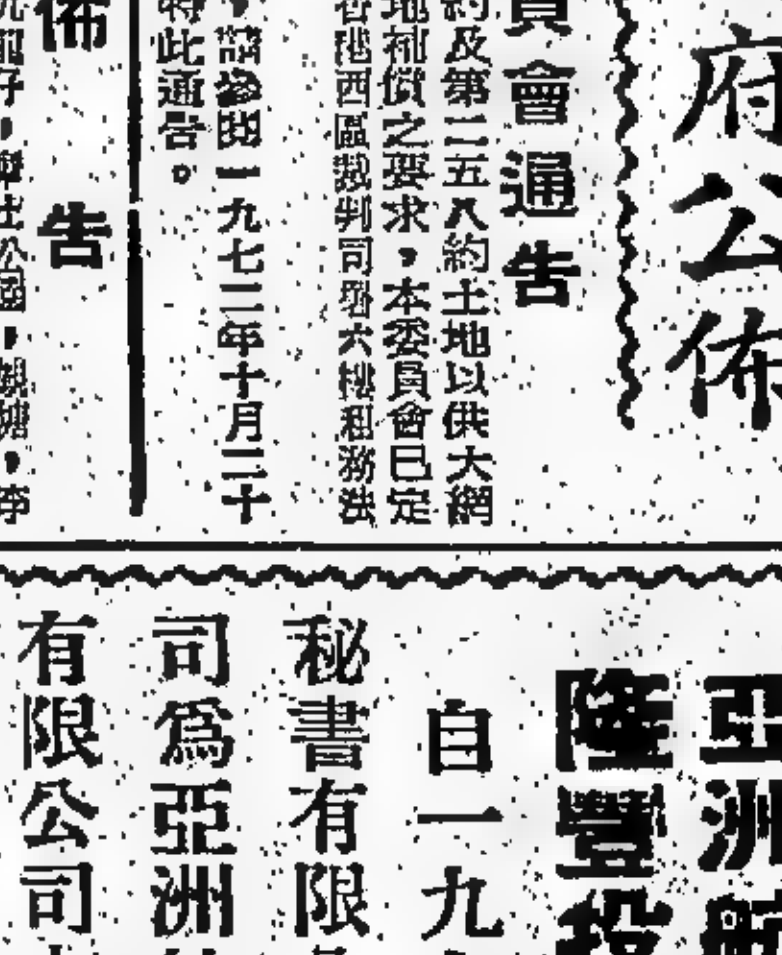 府公佈
員會通告
約及第二五八約土地以供大網
地補償之要求，本委員會已定
香港西區裁判司署六樓租務法
請參閱一九七二年十月二十
特此通告。
佈告
亞洲
隆豐投
自一九
秘書有限
司為亞洲
有限公司